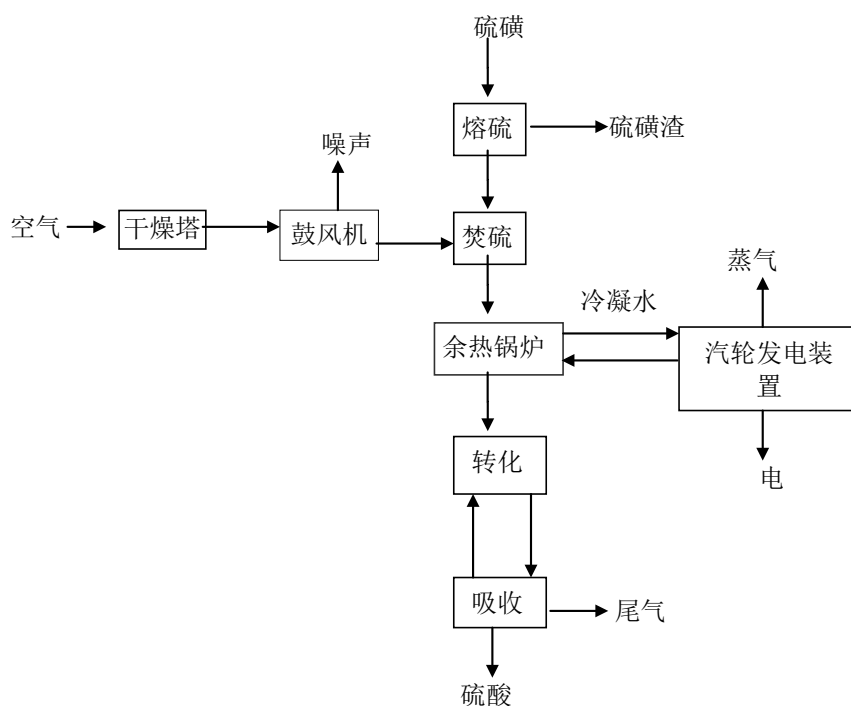 硫磺
熔硫
硫磺渣
噪声
空气
干燥塔
鼓风机
焚硫
蒸气
冷凝水
余热锅炉
汽轮发电装
置
转化
电
吸收
尾气
硫酸